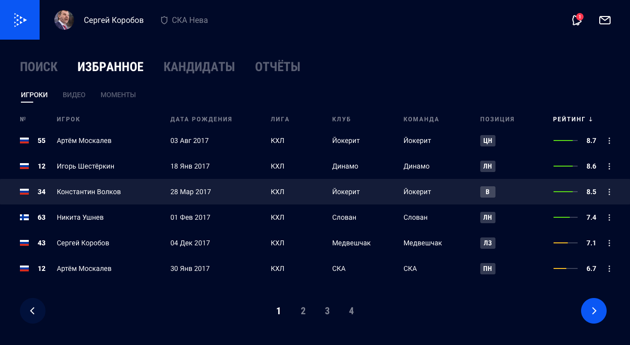 Сергей Коробов СКА Нева 1
ПОИСК ИЗБРАННОЕ КАНДИДАТЫ ОТЧЁТЫ
ИГРОКИ ВИДЕО МОМЕНТЫ
№ ИГРОК ДАТА РОЖДЕНИЯ ЛИГА КЛУБ КОМАНДА ПОЗИЦИЯ РЕЙТИНГ ↓
55 Артём Москалев 03 Авг 2017 КХЛ Йокерит Йокерит ЦН 8.7
12 Игорь Шестёркин 18 Янв 2017 КХЛ Динамо Динамо ЛН 8.6
34 Константин Волков 28 Мар 2017 КХЛ Йокерит Йокерит В 8.5
63 Никита Ушнев 01 Фев 2017 КХЛ Слован Слован ЛН 7.4
43 Сергей Коробов 04 Дек 2017 КХЛ Медвешчак Медвешчак ЛЗ 7.1
12 Артём Москалев 30 Янв 2017 КХЛ СКА СКА ПН 6.7
1 2 3 4